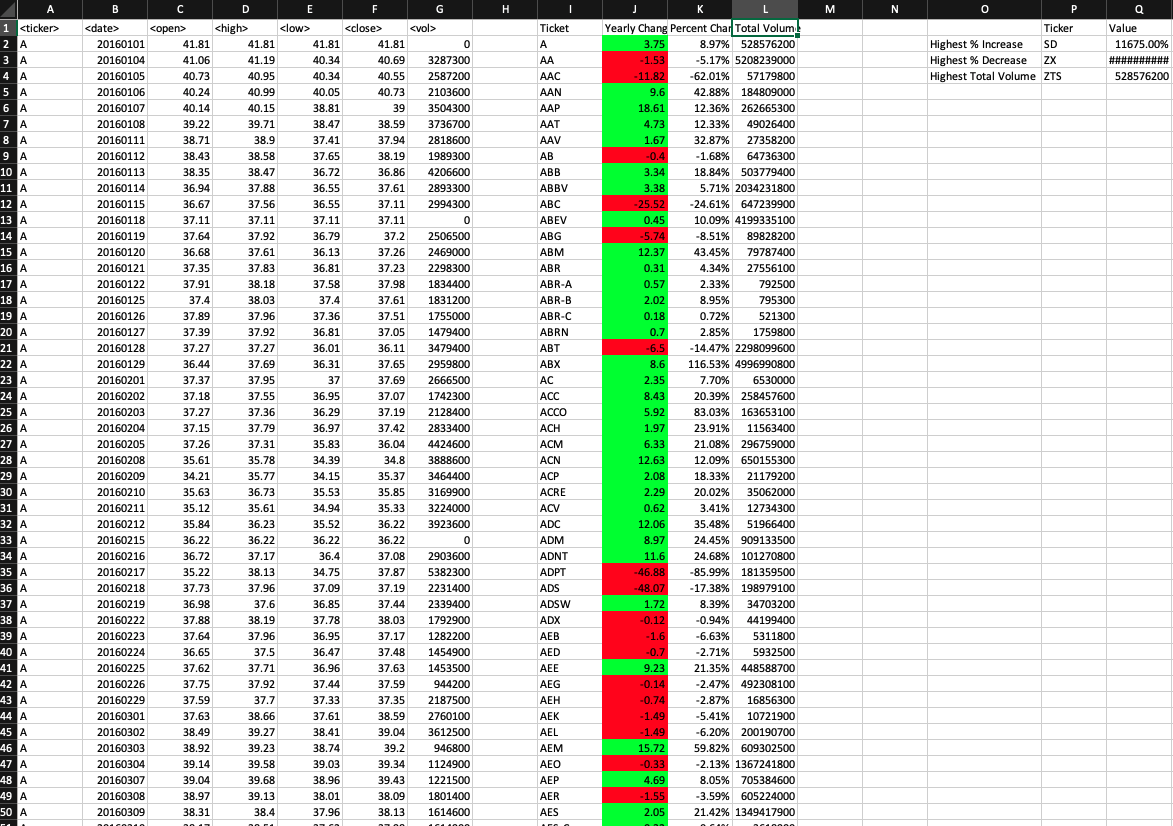 A B C D E F G H I J K L M N O P Q
1 <ticker> <date> <open> <high> <low> <close> <vol> Ticket Yearly Chang Percent Char Total Volume Ticker Value
2 A 20160101 41.81 41.81 41.81 41.81 0 A 3.75 8.97% 528576200 Highest % Increase SD 11675.00%
3 A 20160104 41.06 41.19 40.34 40.69 3287300 AA -1.53 -5.17% 5208239000 Highest % Decrease ZX ##########
4 A 20160105 40.73 40.95 40.34 40.55 2587200 AAC -11.82 -62.01% 57179800 Highest Total Volume ZTS 528576200
5 A 20160106 40.24 40.99 40.05 40.73 2103600 AAN 9.6 42.88% 184809000
6 A 20160107 40.14 40.15 38.81 39 3504300 AAP 18.61 12.36% 262665300
7 A 20160108 39.22 39.71 38.47 38.59 3736700 AAT 4.73 12.33% 49026400
8 A 20160111 38.71 38.9 37.41 37.94 2818600 AAV 1.67 32.87% 27358200
9 A 20160112 38.43 38.58 37.65 38.19 1989300 AB -0.4 -1.68% 64736300
10 A 20160113 38.35 38.47 36.72 36.86 4206600 ABB 3.34 18.84% 503779400
11 A 20160114 36.94 37.88 36.55 37.61 2893300 ABBV 3.38 5.71% 2034231800
12 A 20160115 36.67 37.56 36.55 37.11 2994300 ABC -25.52 -24.61% 647239900
13 A 20160118 37.11 37.11 37.11 37.11 0 ABEV 0.45 10.09% 4199335100
14 A 20160119 37.64 37.92 36.79 37.2 2506500 ABG -5.74 -8.51% 89828200
15 A 20160120 36.68 37.61 36.13 37.26 2469000 ABM 12.37 43.45% 79787400
16 A 20160121 37.35 37.83 36.81 37.23 2298300 ABR 0.31 4.34% 27556100
17 A 20160122 37.91 38.18 37.58 37.98 1834400 ABR-A 0.57 2.33% 792500
18 A 20160125 37.4 38.03 37.4 37.61 1831200 ABR-B 2.02 8.95% 795300
19 A 20160126 37.89 37.96 37.36 37.51 1755000 ABR-C 0.18 0.72% 521300
20 A 20160127 37.39 37.92 36.81 37.05 1479400 ABRN 0.7 2.85% 1759800
21 A 20160128 37.27 37.27 36.01 36.11 3479400 ABT -6.5 -14.47% 2298099600
22 A 20160129 36.44 37.69 36.31 37.65 2959800 ABX 8.6 116.53% 4996990800
23 A 20160201 37.37 37.95 37 37.69 2666500 AC 2.35 7.70% 6530000
24 A 20160202 37.18 37.55 36.95 37.07 1742300 ACC 8.43 20.39% 258457600
25 A 20160203 37.27 37.36 36.29 37.19 2128400 ACCO 5.92 83.03% 163653100
26 A 20160204 37.15 37.79 36.97 37.42 2833400 ACH 1.97 23.91% 11563400
27 A 20160205 37.26 37.31 35.83 36.04 4424600 ACM 6.33 21.08% 296759000
28 A 20160208 35.61 35.78 34.39 34.8 3888600 ACN 12.63 12.09% 650155300
29 A 20160209 34.21 35.77 34.15 35.37 3464400 ACP 2.08 18.33% 21179200
30 A 20160210 35.63 36.73 35.53 35.85 3169900 ACRE 2.29 20.02% 35062000
31 A 20160211 35.12 35.61 34.94 35.33 3224000 ACV 0.62 3.41% 12734300
32 A 20160212 35.84 36.23 35.52 36.22 3923600 ADC 12.06 35.48% 51966400
33 A 20160215 36.22 36.22 36.22 36.22 0 ADM 8.97 24.45% 909133500
34 A 20160216 36.72 37.17 36.4 37.08 2903600 ADNT 11.6 24.68% 101270800
35 A 20160217 35.22 38.13 34.75 37.87 5382300 ADPT -46.88 -85.99% 181359500
36 A 20160218 37.73 37.96 37.09 37.19 2231400 ADS -48.07 -17.38% 198979100
37 A 20160219 36.98 37.6 36.85 37.44 2339400 ADSW 1.72 8.39% 34703200
38 A 20160222 37.88 38.19 37.78 38.03 1792900 ADX -0.12 -0.94% 44199400
39 A 20160223 37.64 37.96 36.95 37.17 1282200 AEB -1.6 -6.63% 5311800
40 A 20160224 36.65 37.5 36.47 37.48 1454900 AED -0.7 -2.71% 5932500
41 A 20160225 37.62 37.71 36.96 37.63 1453500 AEE 9.23 21.35% 448588700
42 A 20160226 37.75 37.92 37.44 37.59 944200 AEG -0.14 -2.47% 492308100
43 A 20160229 37.59 37.7 37.33 37.35 2187500 AEH -0.74 -2.87% 16856300
44 A 20160301 37.63 38.66 37.61 38.59 2760100 AEK -1.49 -5.41% 10721900
45 A 20160302 38.49 39.27 38.41 39.04 3612500 AEL -1.49 -6.20% 200190700
46 A 20160303 38.92 39.23 38.74 39.2 946800 AEM 15.72 59.82% 609302500
47 A 20160304 39.14 39.58 39.03 39.34 1124900 AEO -0.33 -2.13% 1367241800
48 A 20160307 39.04 39.68 38.96 39.43 1221500 AEP 4.69 8.05% 705384600
49 A 20160308 38.97 39.13 38.01 38.09 1801400 AER -1.55 -3.59% 605224000
50 A 20160309 38.31 38.4 37.96 38.13 1614600 AES 2.05 21.42% 1349417900